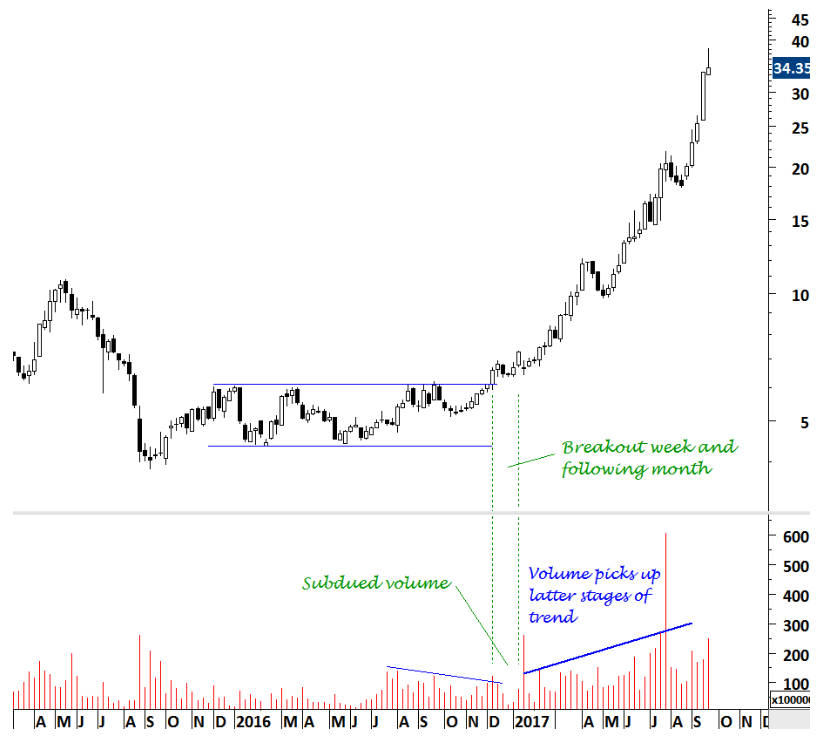 45
40
34.35
30
25
20
15
10
5
Breakout week and
following month
Subdued volume
Volume picks up
latter stages of
trend
600
500
400
300
200
100
x100000
A M J J A S O N D 2016 M A M J J A S O N D 2017 A M J J A S O N D